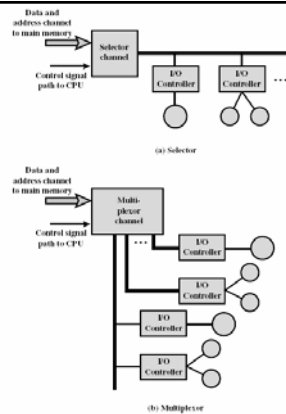 Data and
address channel
to main memory
Selector
channel
Control signal
path to CPU
I/O
Controller
I/O
Controller
...
(a) Selector
Data and
address channel
to main memory
Multi-
plexor
channel
Control signal
path to CPU
...
I/O
Controller
I/O
Controller
I/O
Controller
I/O
Controller
(b) Multiplexor